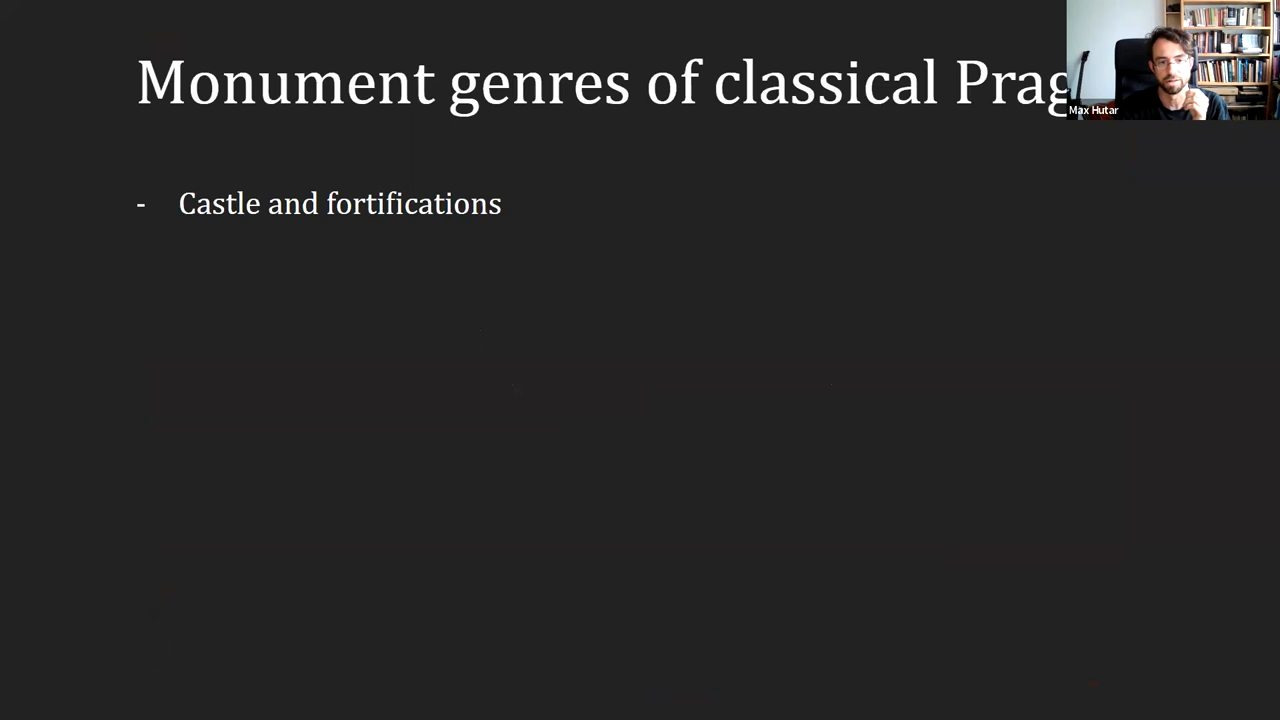 Monument genres of classical Prag
Max Hutar
- Castle and fortifications